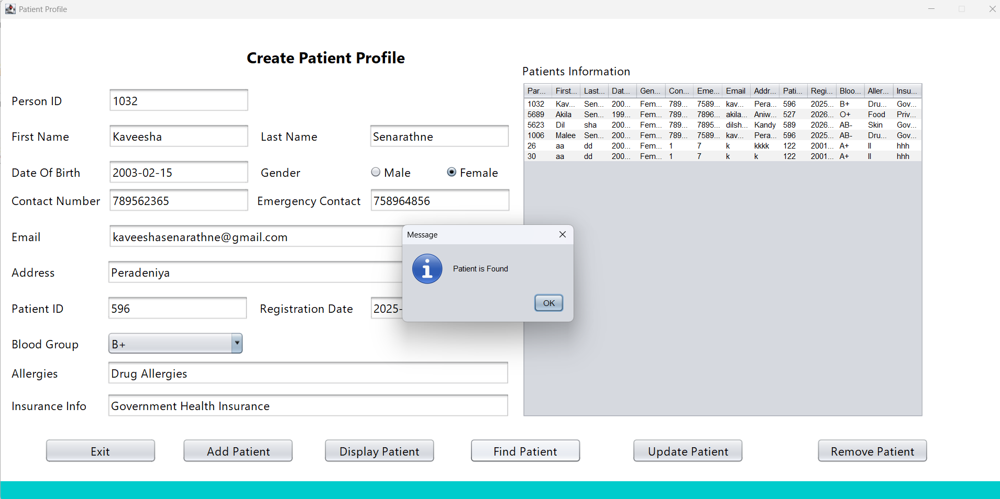 Patient Profile
Create Patient Profile
Person ID 1032
First Name Kaveesha Last Name Senarathne
Date Of Birth 2003-02-15 Gender Male Female
Contact Number 789562365 Emergency Contact 758964856
Email kaveeshasenarathne@gmail.com
Address Peradeniya
Patient ID 596 Registration Date 2025-
Blood Group B+
Allergies Drug Allergies
Insurance Info Government Health Insurance
Patients Information
Par... First... Last... Dat... Gen... Con... Eme... Email Addr... Pati... Regi... Bloo... Aller... Insu...
1032 Kav... Sen... 200... Fem... 789... 7589... kav... Pera... 596 2025... B+ Dru... Gov...
5689 Akila Sen... 199... Fem... 789... 7896... akila... Aniw... 527 2026... O+ Food Priv...
5623 Dil sha 200... Fem... 789... 7895... dilsh... Kandy 589 2026... AB- Skin Gov...
1006 Malee Sen... 200... Fem... 789... 7589... kav... Pera... 596 2025... AB- Dru... Gov...
26 aa dd 200... Fem... 1 7 k kkkk 122 2001... A+ ll hhh
30 aa dd 200... Fem... 1 7 k k 122 2001... A+ ll hhh
Message
Patient is Found
OK
Exit Add Patient Display Patient Find Patient Update Patient Remove Patient